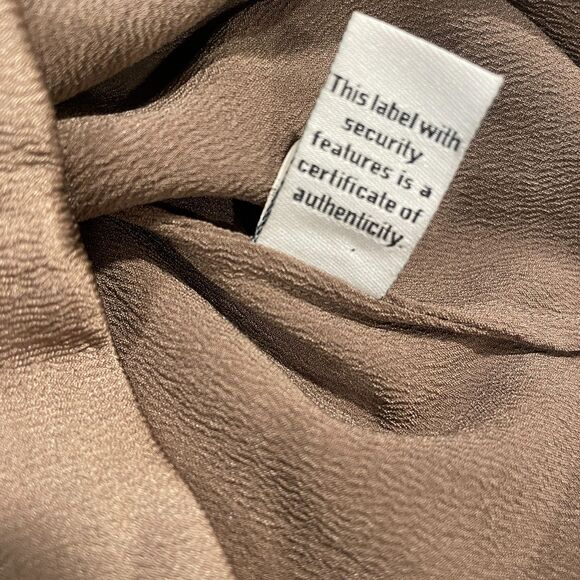 This label with
security
features is a
certificate of
authenticity.